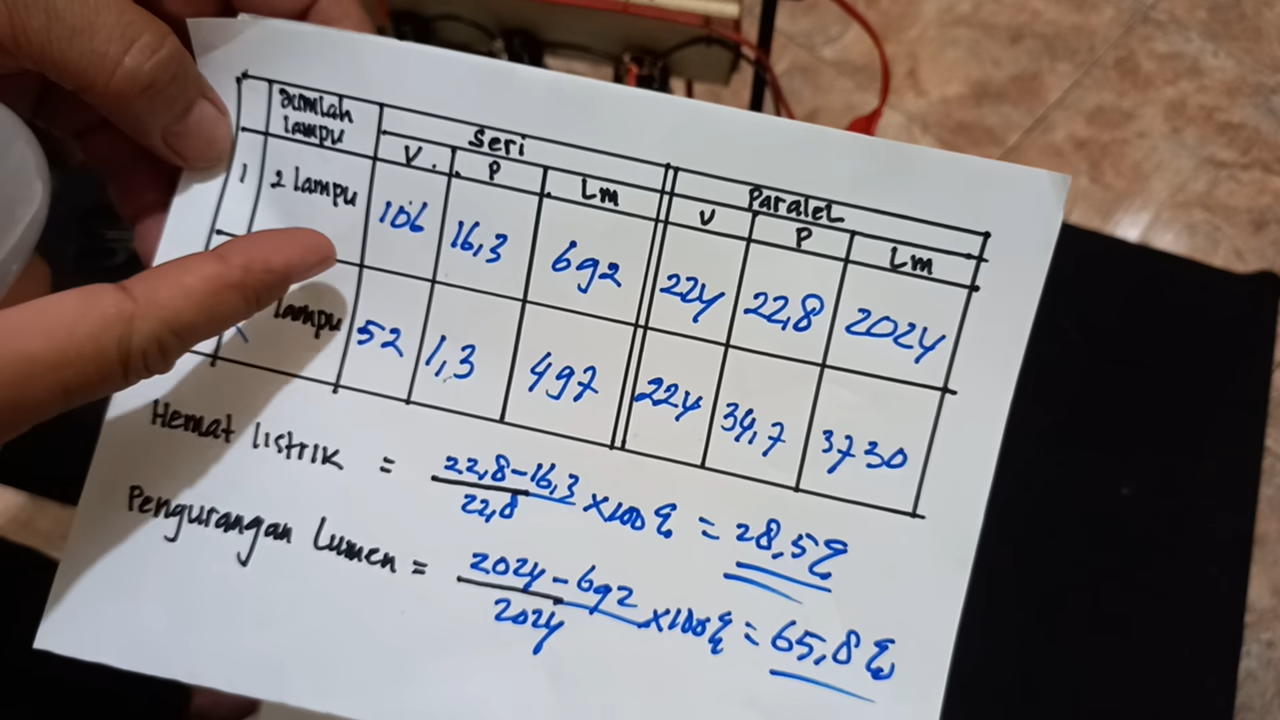 Jumlah lampu Seri Paralel
V. P Lm V P Lm
1 2 lampu 106 16,3 692 224 22,8 2024
lampu 52 1,3 497 224 34,7 3730
Hemat listrik = 22,8-16,3 / 22,8 x100% = 28,5%
Pengurangan Lumen = 2024-692 / 2024 x100% = 65,8%